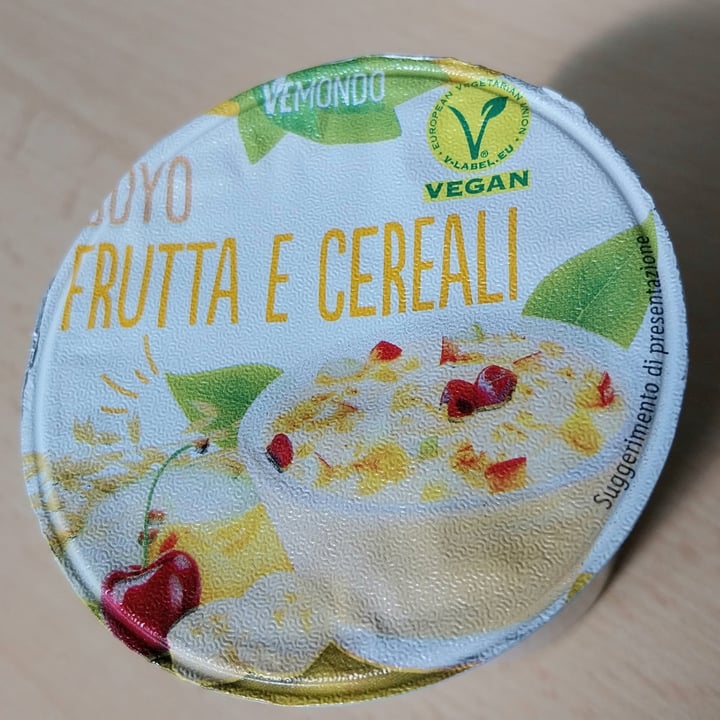 VEMONDO
EUROPEAN VEGETARIAN UNION
V-LABEL.EU
VEGAN
SOYO
FRUTTA E CEREALI
Suggerimento di presentazione